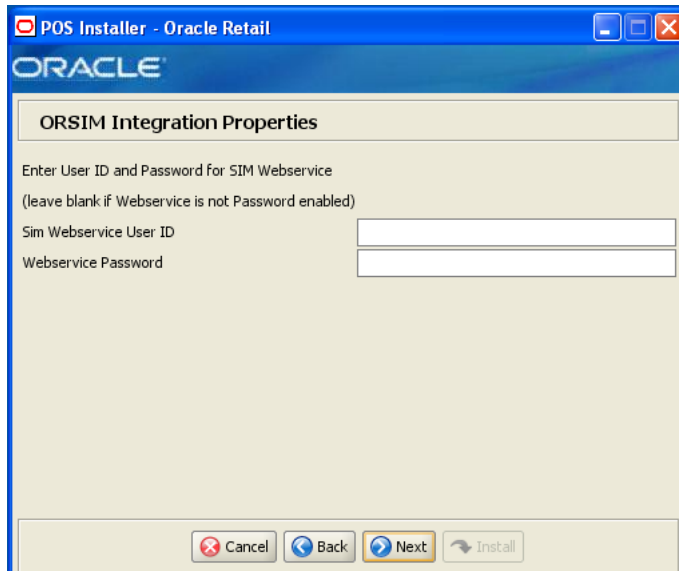 POS Installer - Oracle Retail
ORACLE
ORSIM Integration Properties
Enter User ID and Password for SIM Webservice
(leave blank if Webservice is not Password enabled)
Sim Webservice User ID
Webservice Password
Cancel Back Next Install